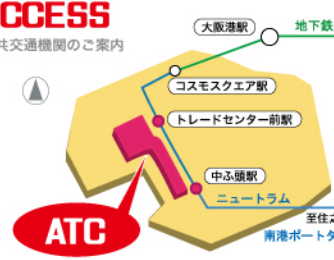 CCESS
共交通機関のご案内
大阪港駅
地下鉄
コスモスクエア駅
トレードセンター前駅
中ふ頭駅
ニュートラム
ATC
至住
南港ポートタ